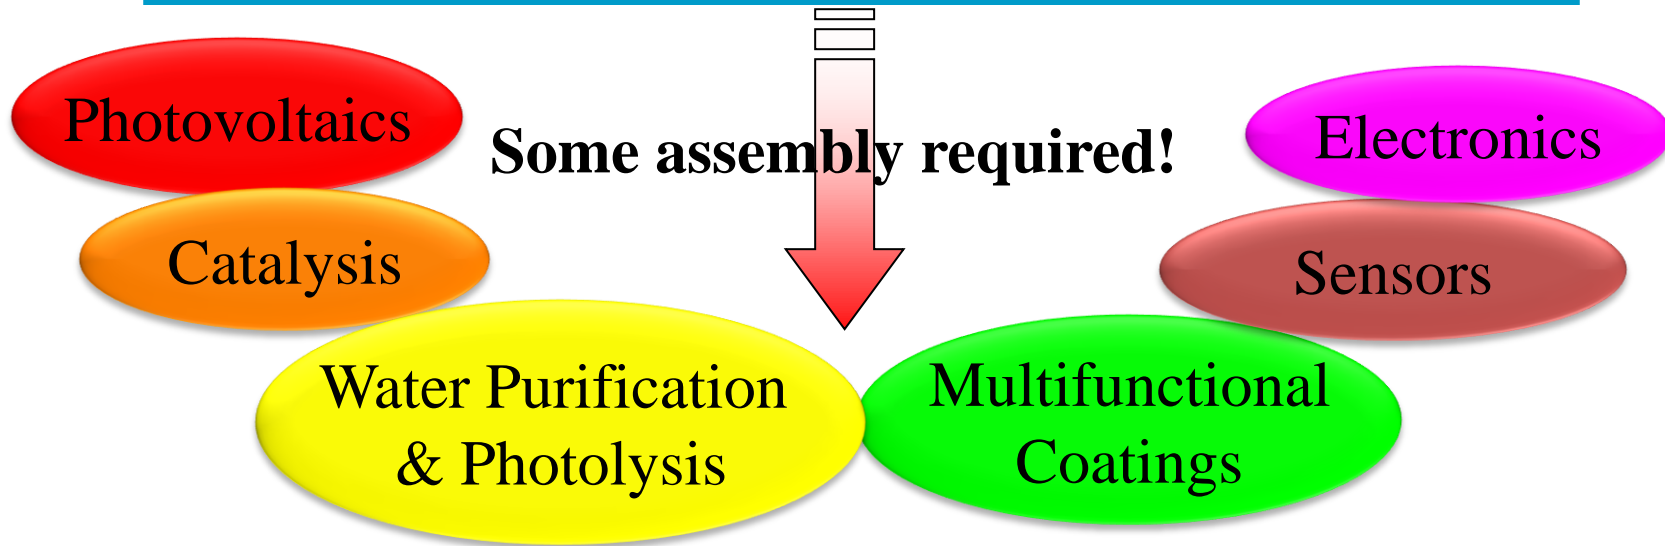 Photovoltaics
Some assembly required!
Electronics
Catalysis
Sensors
Water Purification
& Photolysis
Multifunctional
Coatings